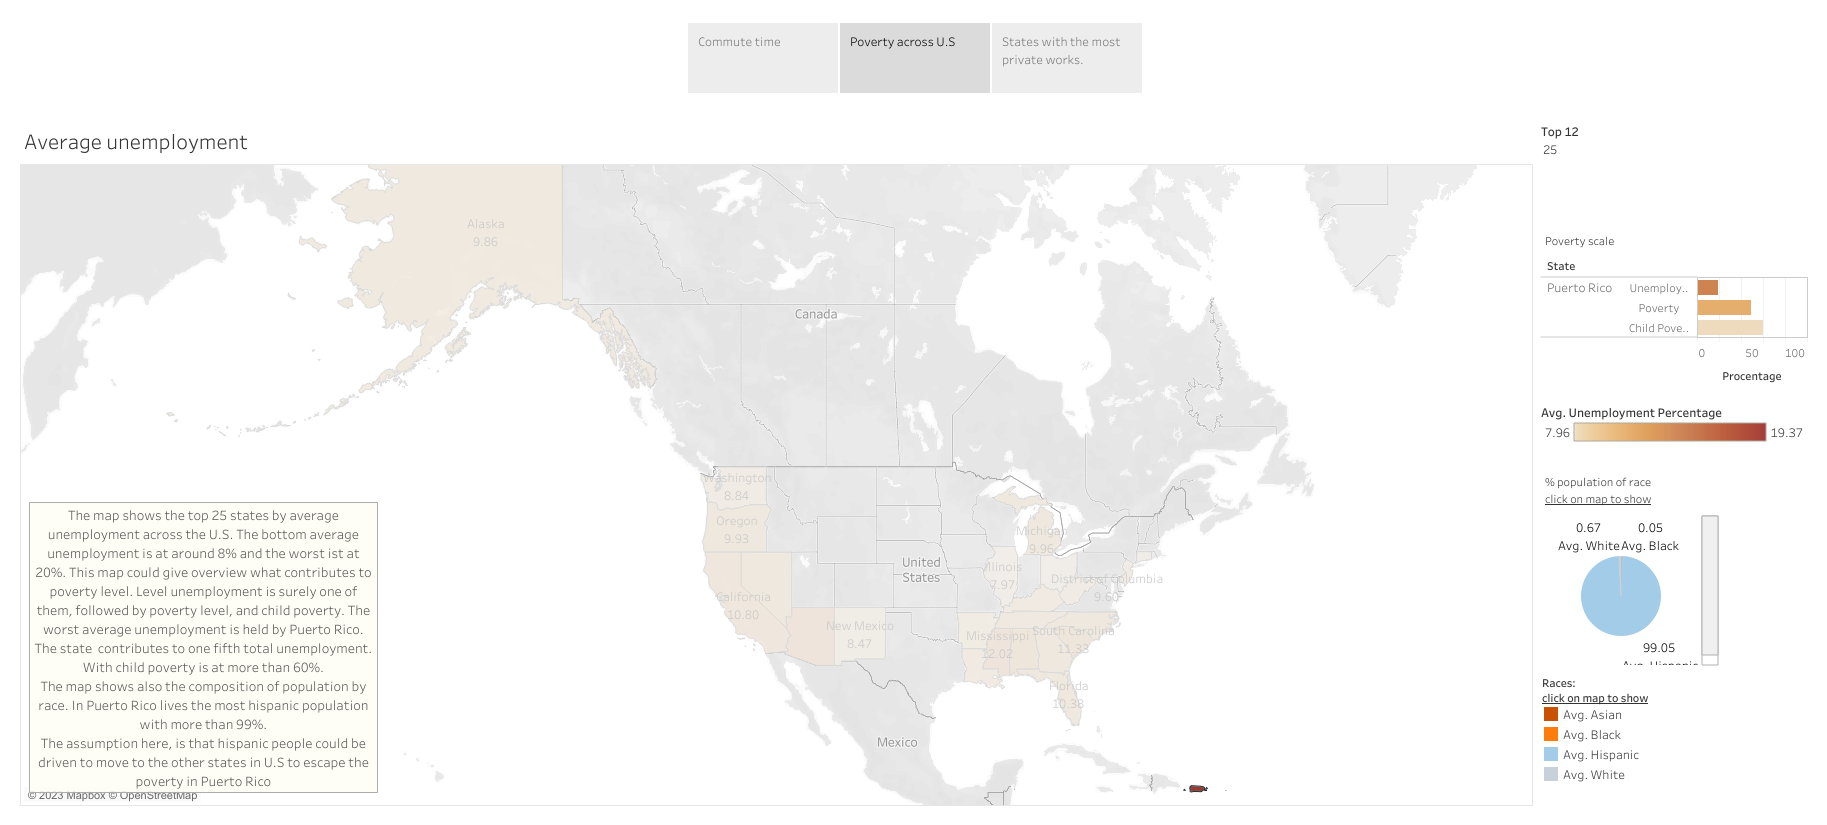 Commute time
Poverty across U.S
States with the most
private works.
Average unemployment
Top 12
25
Alaska
9.86
Canada
Poverty scale
State
Puerto Rico
Unemploy..
Poverty
Child Pove..
0
50
100
Procentage
Avg. Unemployment Percentage
7.96
19.37
Washington
8.84
Oregon
9.93
California
10.80
New Mexico
8.47
United
States
Michigan
9.96
Illinois
7.97
District of Columbia
9.60
Mississippi
12.02
South Carolina
11.33
Florida
10.38
Mexico
The map shows the top 25 states by average
unemployment across the U.S. The bottom average
unemployment is at around 8% and the worst ist at
20%. This map could give overview what contributes to
poverty level. Level unemployment is surely one of
them, followed by poverty level, and child poverty. The
worst average unemployment is held by Puerto Rico.
The state contributes to one fifth total unemployment.
With child poverty is at more than 60%.
The map shows also the composition of population by
race. In Puerto Rico lives the most hispanic population
with more than 99%.
The assumption here, is that hispanic people could be
driven to move to the other states in U.S to escape the
poverty in Puerto Rico
© 2023 Mapbox © OpenStreetMap
% population of race
click on map to show
0.67
0.05
Avg. White
Avg. Black
99.05
Avg. Hispanic
Races:
click on map to show
Avg. Asian
Avg. Black
Avg. Hispanic
Avg. White